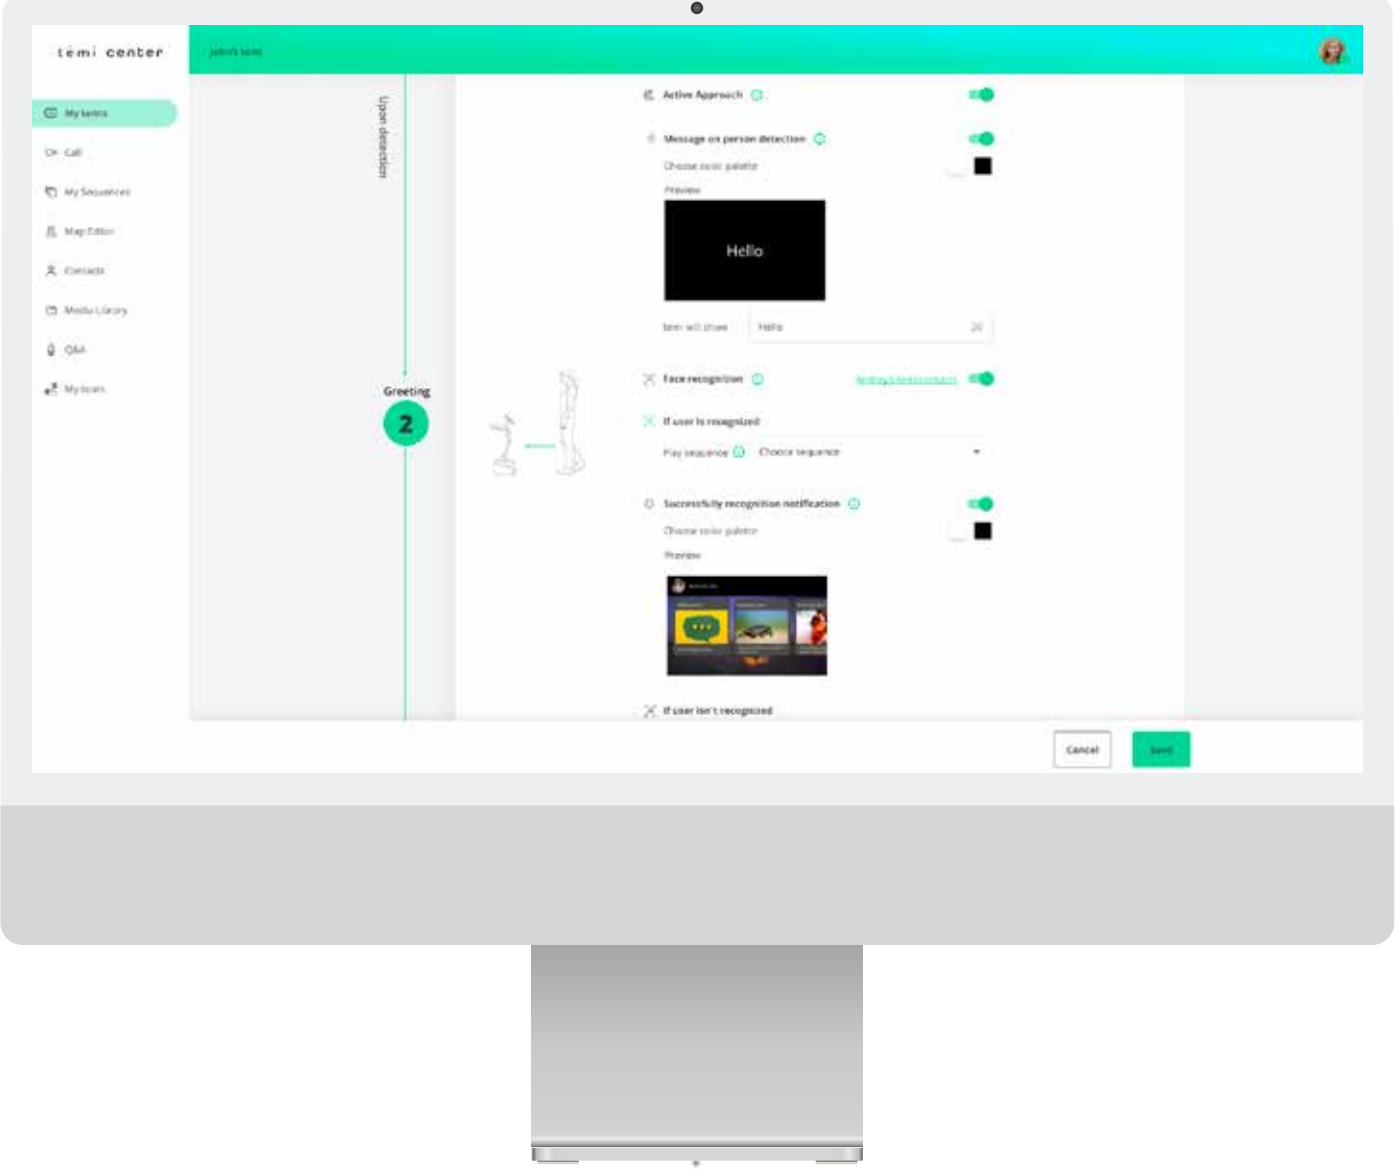 temi center
John's temi
My temis
Call
My Sequences
Map Editor
Contacts
Media Library
Q&A
My team
Upon detection
Greeting
2
Active Approach
Message on person detection
Choose color palette
Preview
Hello
temi will show
Hello
Face recognition
If user is recognized
Play sequence
Choose sequence
Successfully recognition notification
Choose color palette
Preview
If user isn't recognized
Cancel
Save